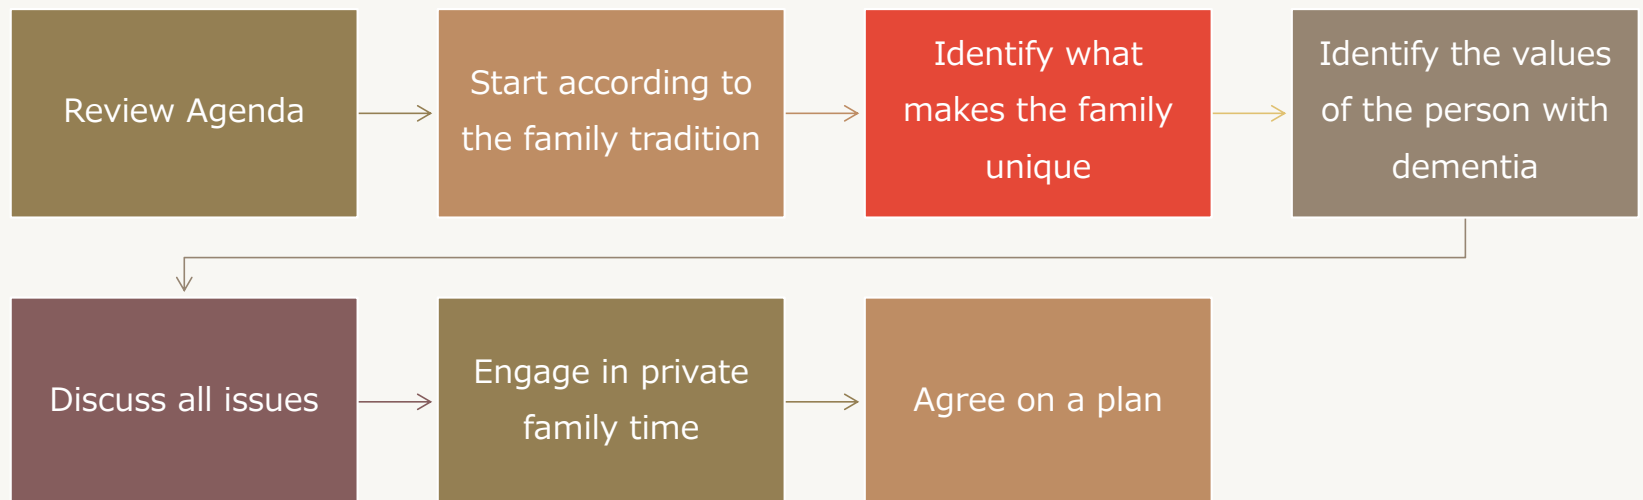 Review Agenda
Start according to
the family tradition
Identify what
makes the family
unique
Identify the values
of the person with
dementia
Discuss all issues
Engage in private
family time
Agree on a plan